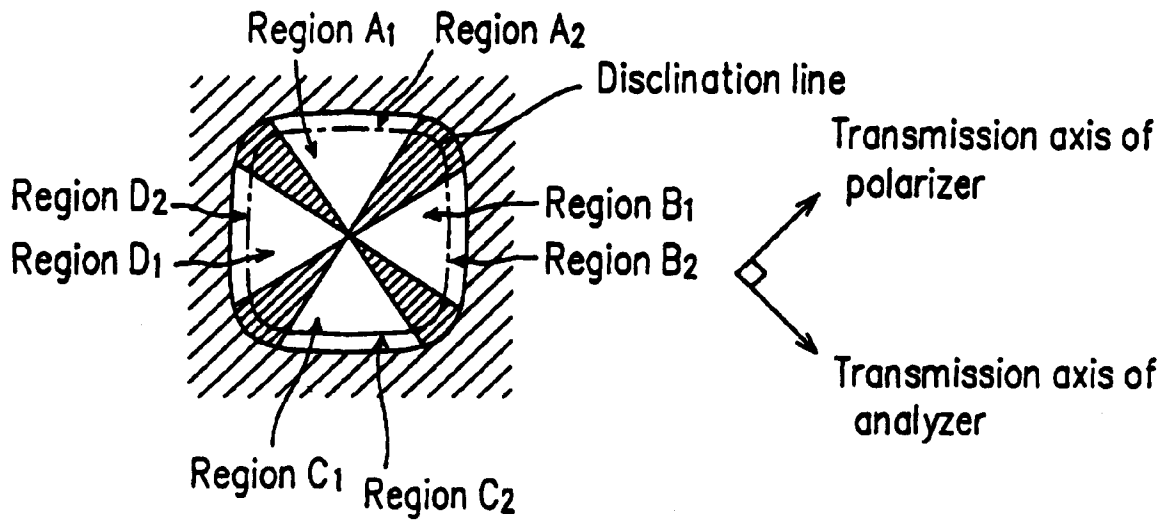 Region A1
Region A2
Disclination line
Transmission axis of
polarizer
Region D2
Region B1
Region D1
Region B2
Transmission axis of
analyzer
Region C1
Region C2